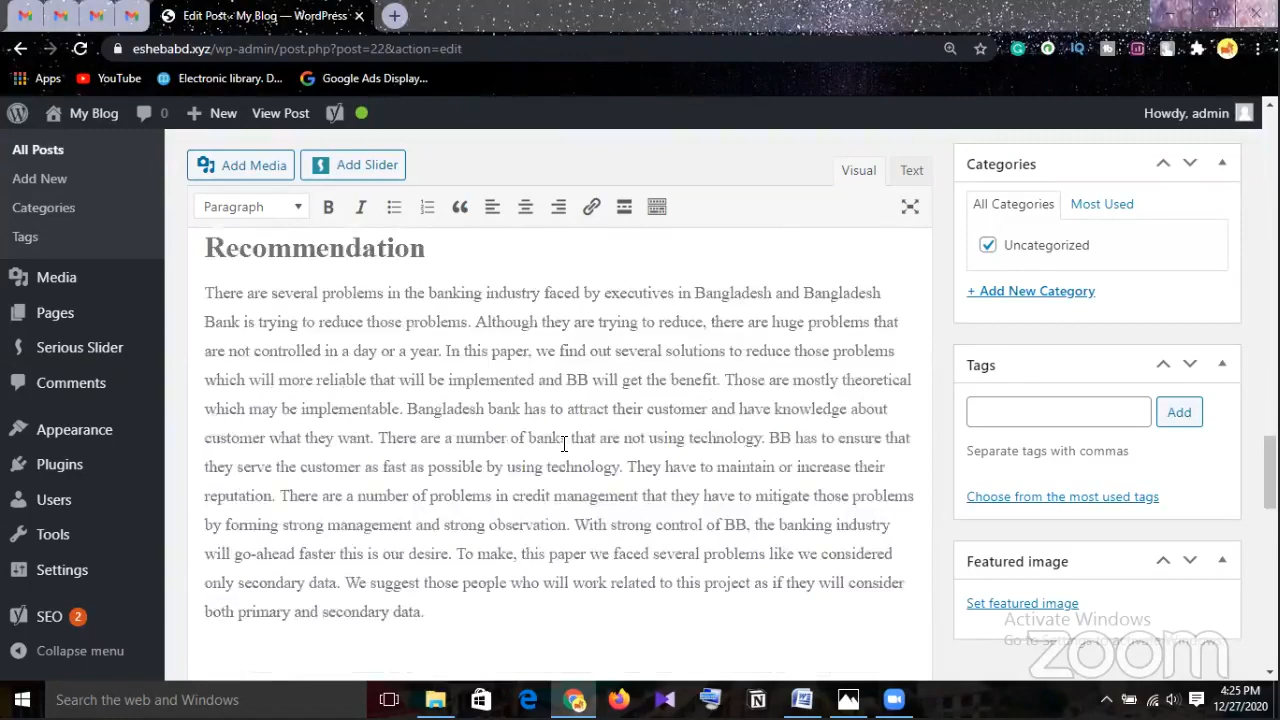 Edit Post ‹ My Blog — WordPress
eshebabd.xyz/wp-admin/post.php?post=22&action=edit
Apps
YouTube
Electronic library. D...
Google Ads Display...
My Blog
0
New
View Post
Howdy, admin
All Posts
Add New
Categories
Tags
Media
Pages
Serious Slider
Comments
Appearance
Plugins
Users
Tools
Settings
SEO 2
Collapse menu
Add Media
Add Slider
Visual
Text
Paragraph
Recommendation
There are several problems in the banking industry faced by executives in Bangladesh and Bangladesh
Bank is trying to reduce those problems. Although they are trying to reduce, there are huge problems that
are not controlled in a day or a year. In this paper, we find out several solutions to reduce those problems
which will more reliable that will be implemented and BB will get the benefit. Those are mostly theoretical
which may be implementable. Bangladesh bank has to attract their customer and have knowledge about
customer what they want. There are a number of banks that are not using technology. BB has to ensure that
they serve the customer as fast as possible by using technology. They have to maintain or increase their
reputation. There are a number of problems in credit management that they have to mitigate those problems
by forming strong management and strong observation. With strong control of BB, the banking industry
will go-ahead faster this is our desire. To make, this paper we faced several problems like we considered
only secondary data. We suggest those people who will work related to this project as if they will consider
both primary and secondary data.
Categories
All Categories
Most Used
Uncategorized
+ Add New Category
Tags
Add
Separate tags with commas
Choose from the most used tags
Featured image
Set featured image
Activate Windows
zoom
Search the web and Windows
4:25 PM
12/27/2020